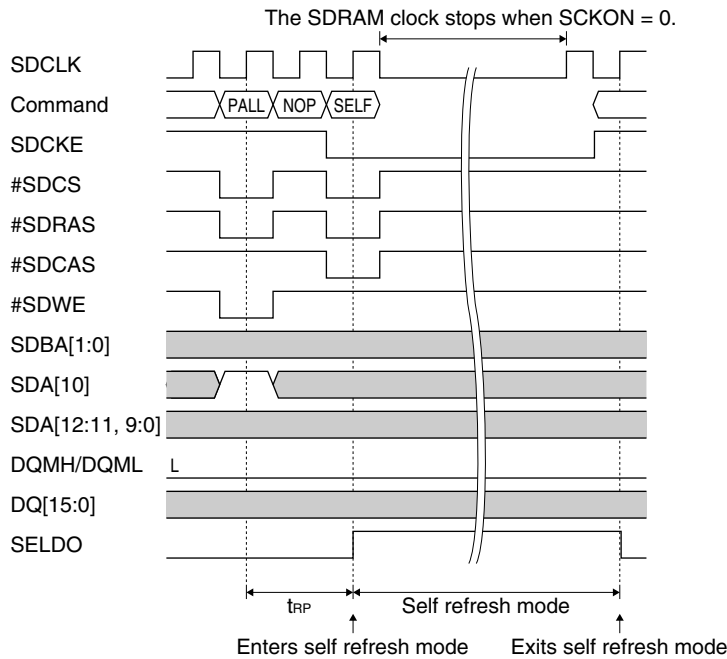 The SDRAM clock stops when SCKON = 0.
SDCLK
Command PALL NOP SELF
SDCKE
#SDCS
#SDRAS
#SDCAS
#SDWE
SDBA[1:0]
SDA[10]
SDA[12:11, 9:0]
DQMH/DQML L
DQ[15:0]
SELDO
tRP Self refresh mode
Enters self refresh mode Exits self refresh mode